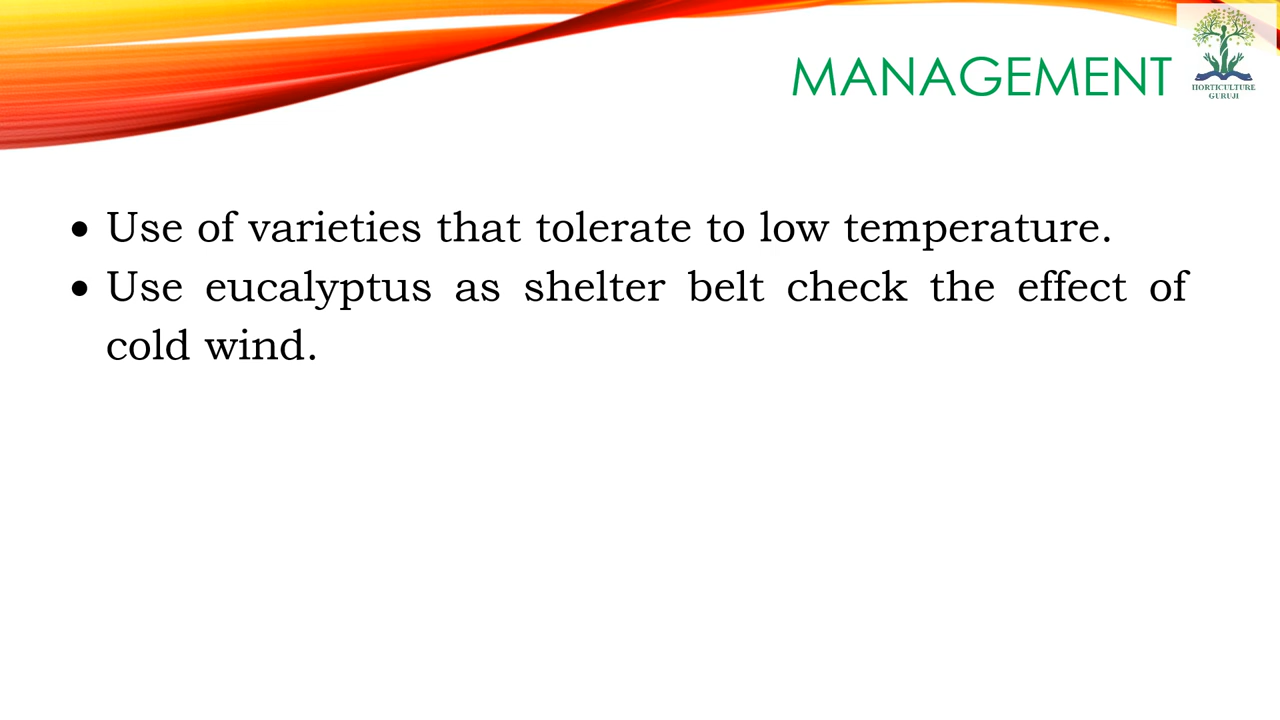 MANAGEMENT
HORTICULTURE
GURUJI
• Use of varieties that tolerate to low temperature.
• Use eucalyptus as shelter belt check the effect of
cold wind.